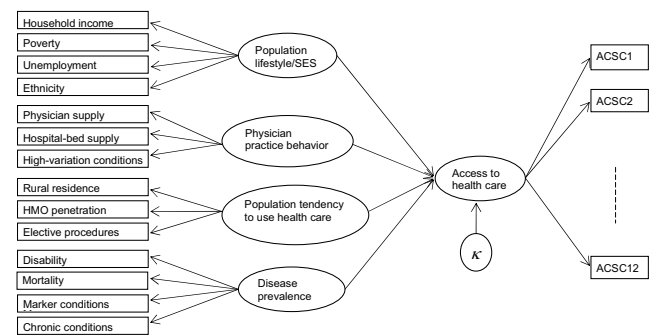 Household income
Poverty
Unemployment
Ethnicity
Physician supply
Hospital-bed supply
High-variation conditions
Rural residence
HMO penetration
Elective procedures
Disability
Mortality
Marker conditions
Chronic conditions
Population
lifestyle/SES
Physician
practice behavior
Population tendency
to use health care
Disease
prevalence
Access to
health care
κ
ACSC1
ACSC2
ACSC12